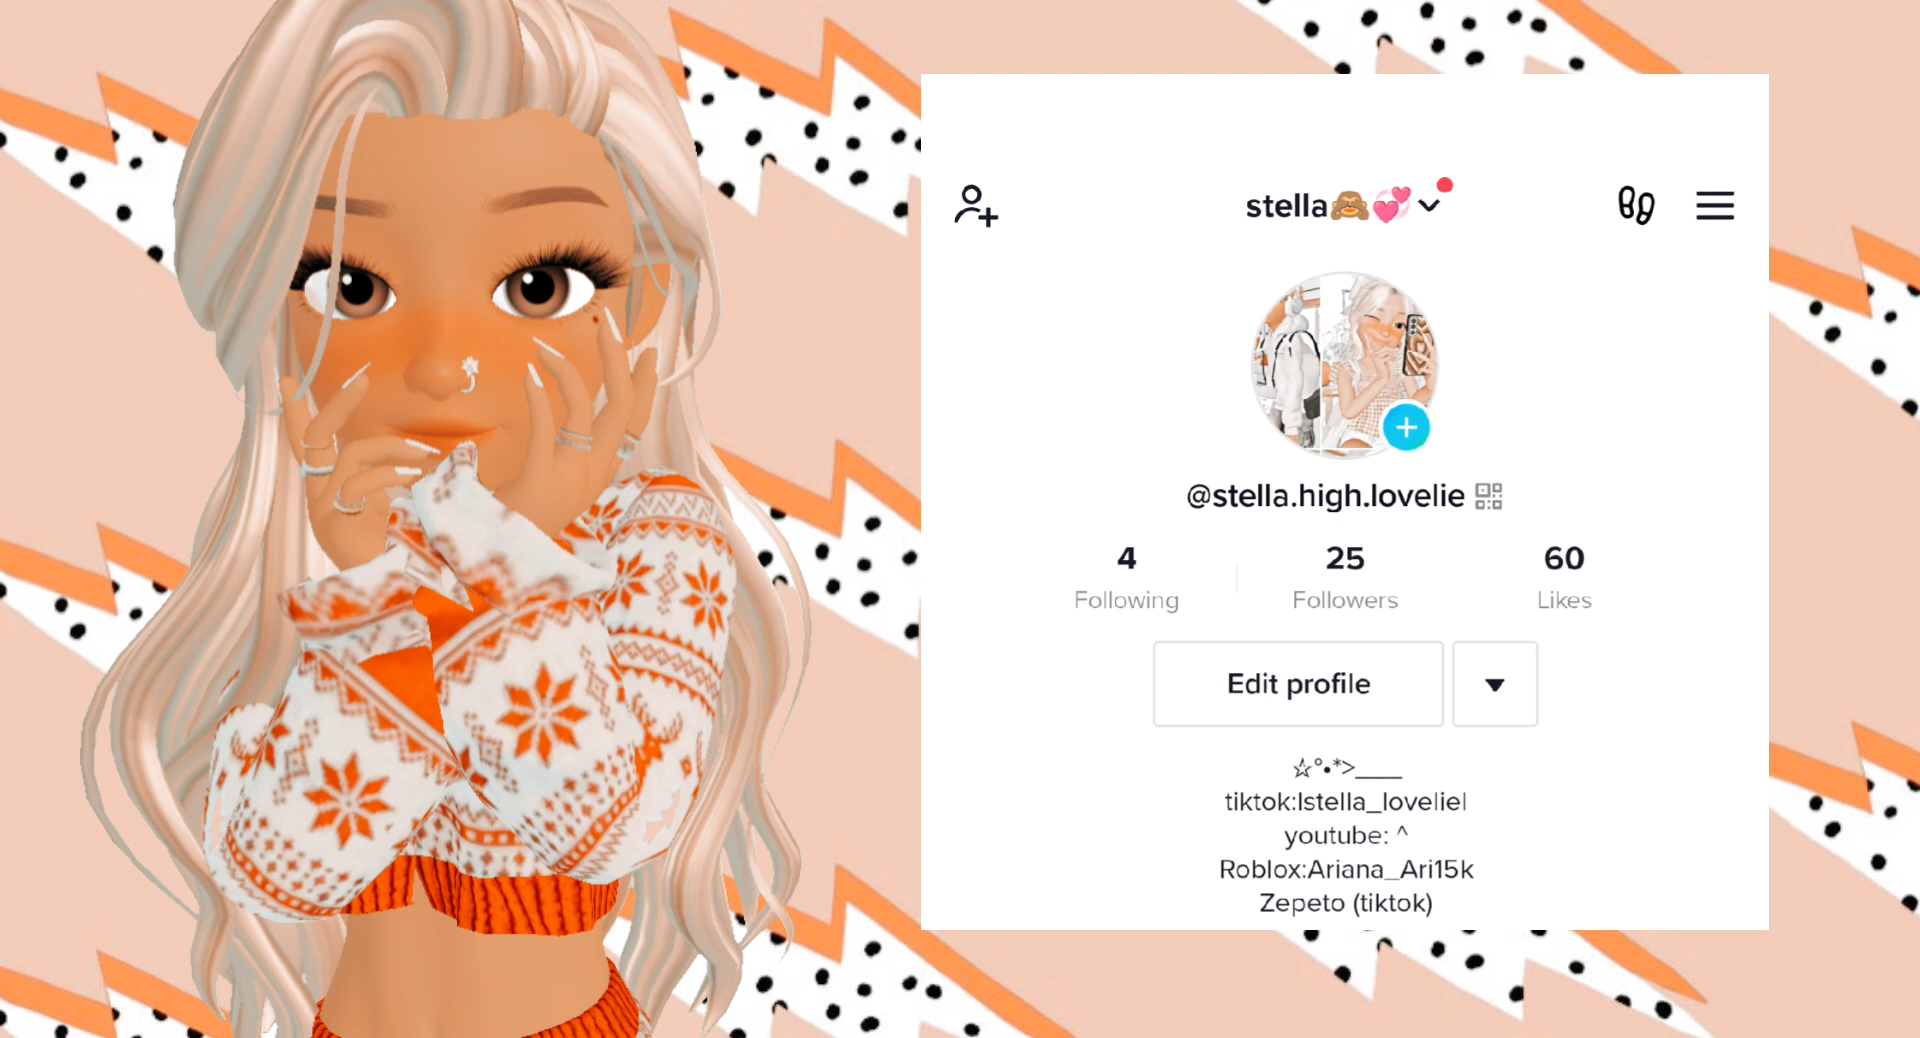 stella🙈💞
@stella.high.lovelie
4 25 60
Following Followers Likes
Edit profile
☆°•*>____
tiktok:lstella_loveliel
youtube: ^
Roblox:Ariana_Ari15k
Zepeto (tiktok)